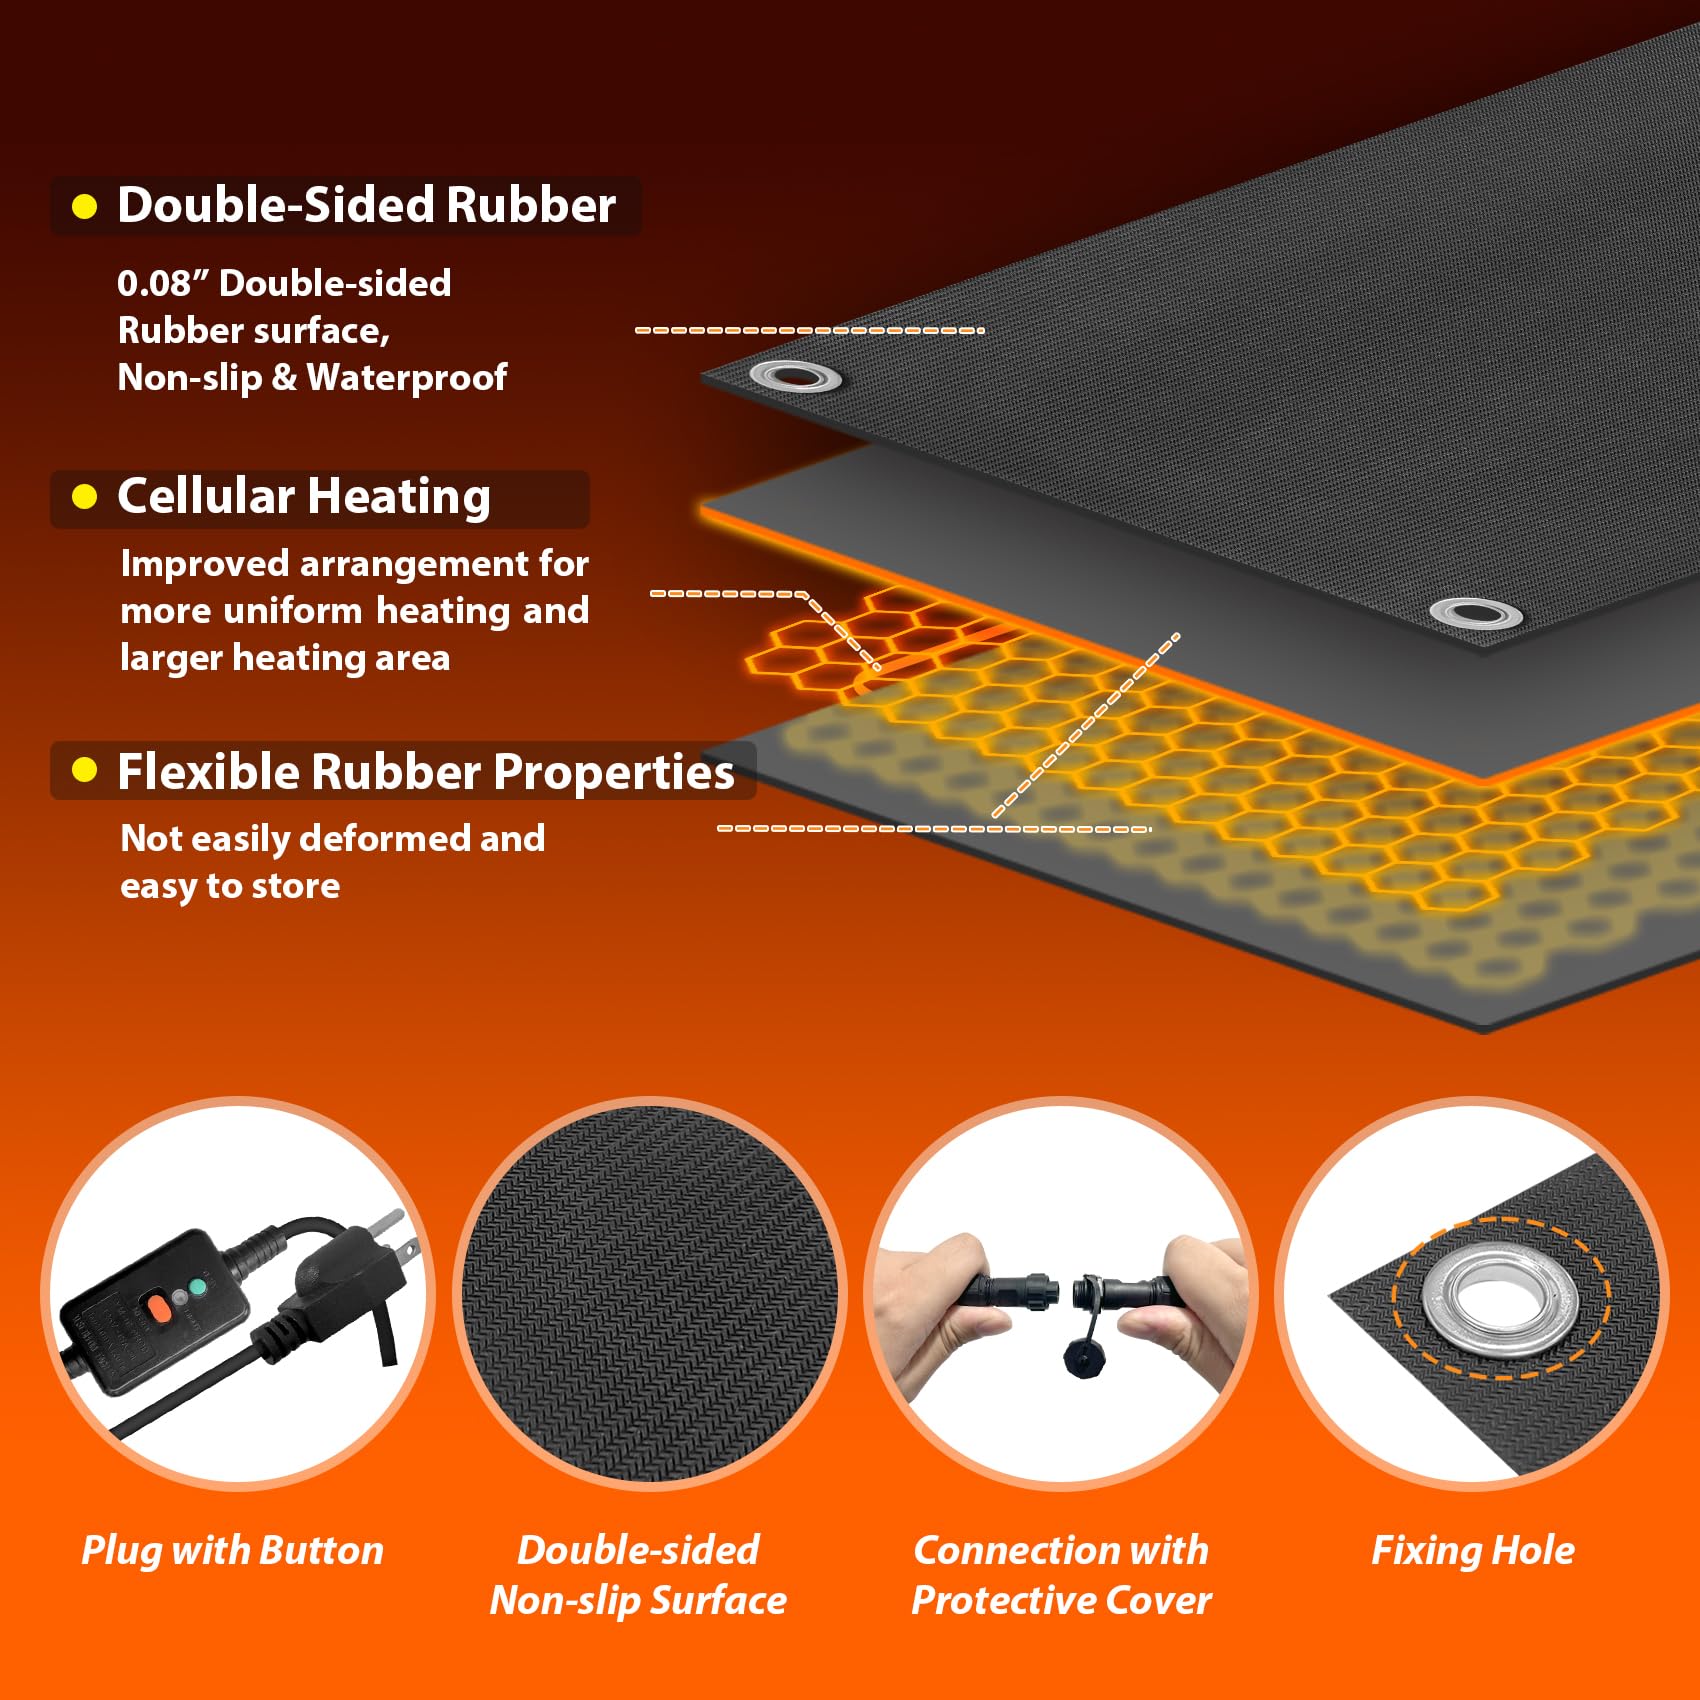 Double-Sided Rubber
0.08” Double-sided
Rubber surface,
Non-slip & Waterproof
Cellular Heating
Improved arrangement for
more uniform heating and
larger heating area
Flexible Rubber Properties
Not easily deformed and
easy to store
Plug with Button
Double-sided
Non-slip Surface
Connection with
Protective Cover
Fixing Hole